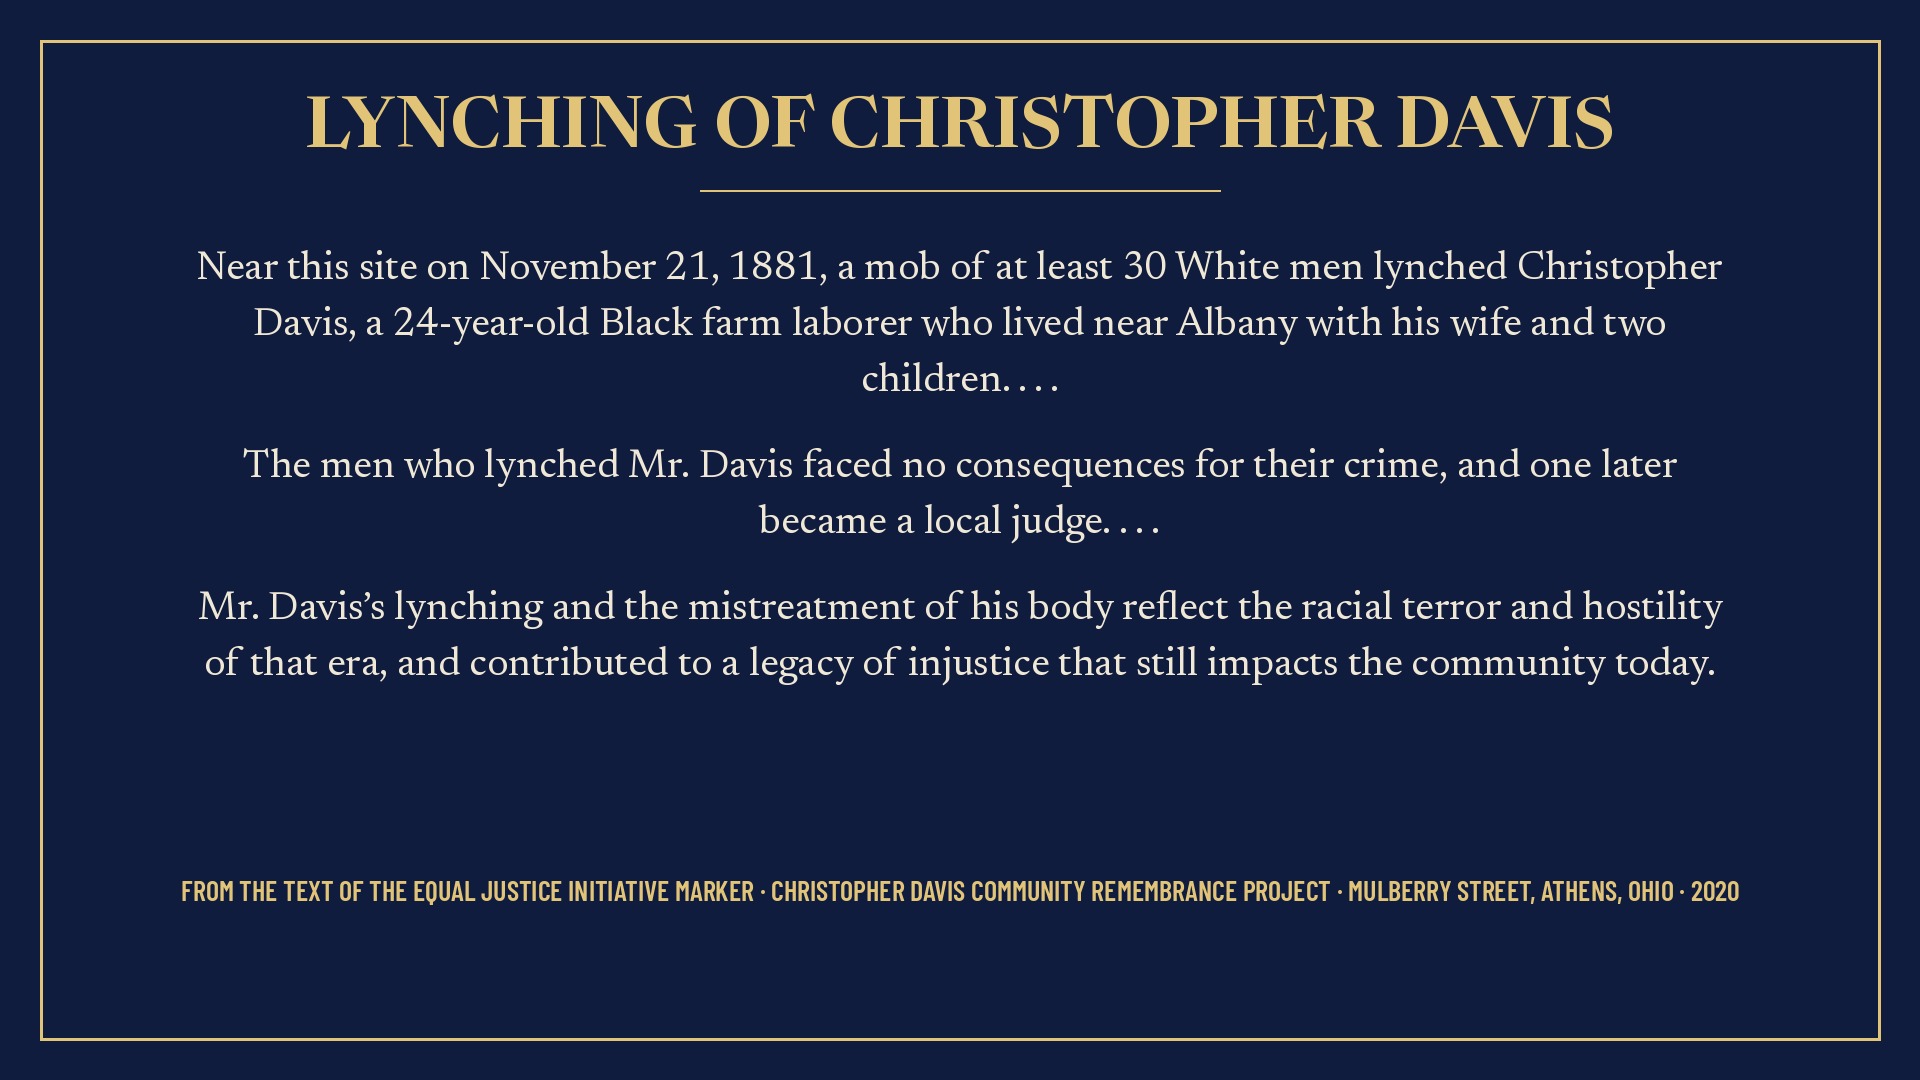 LYNCHING OF CHRISTOPHER DAVIS
Near this site on November 21, 1881, a mob of at least 30 White men lynched Christopher
Davis, a 24-year-old Black farm laborer who lived near Albany with his wife and two
children. . . .
The men who lynched Mr. Davis faced no consequences for their crime, and one later
became a local judge. . . .
Mr. Davis’s lynching and the mistreatment of his body reflect the racial terror and hostility
of that era, and contributed to a legacy of injustice that still impacts the community today.
FROM THE TEXT OF THE EQUAL JUSTICE INITIATIVE MARKER · CHRISTOPHER DAVIS COMMUNITY REMEMBRANCE PROJECT · MULBERRY STREET, ATHENS, OHIO · 2020